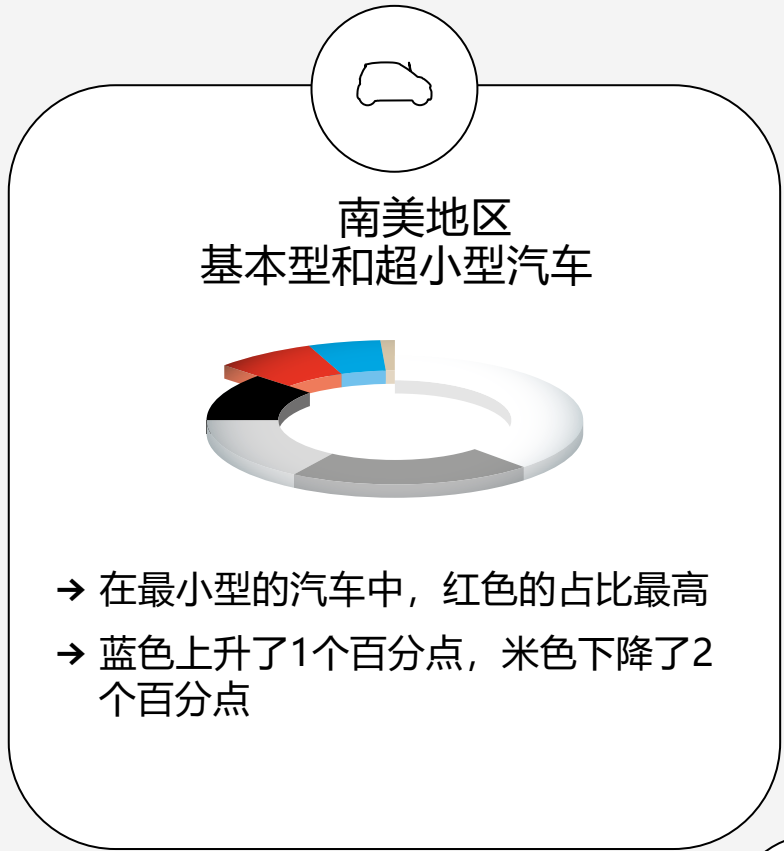 南美地区
基本型和超小型汽车
→ 在最小型的汽车中，红色的占比最高
→ 蓝色上升了1个百分点，米色下降了2
个百分点